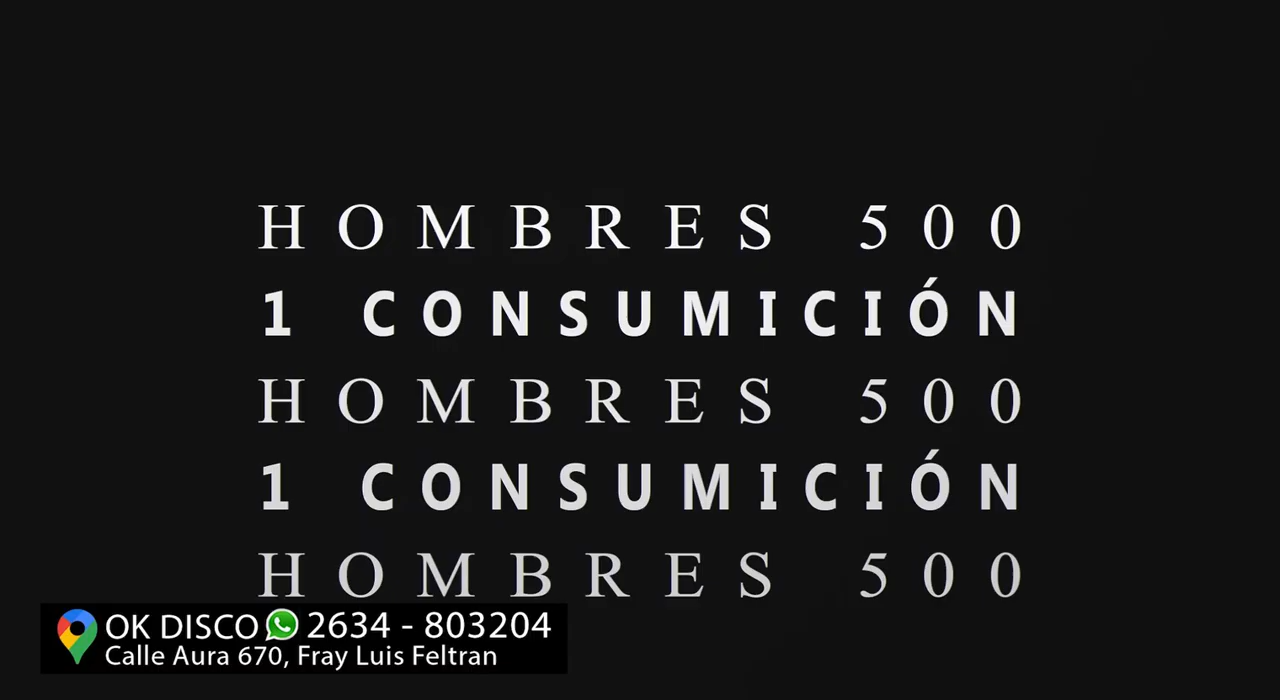 HOMBRES 500
1 CONSUMICIÓN
HOMBRES 500
1 CONSUMICIÓN
HOMBRES 500
OK DISCO 2634 - 803204
Calle Aura 670, Fray Luis Feltran